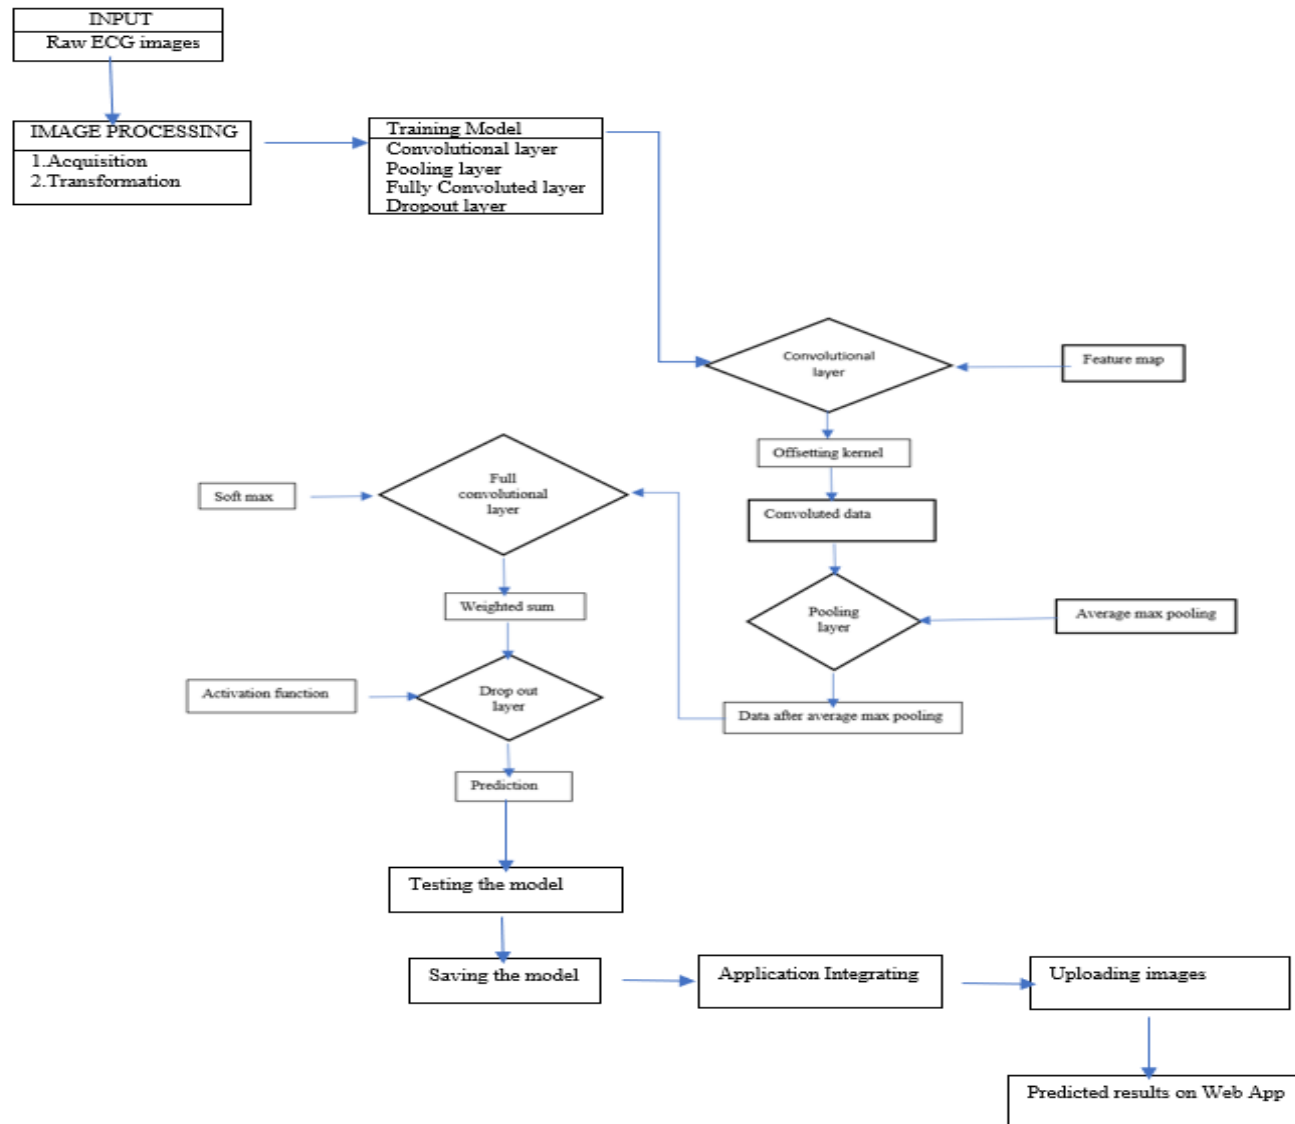 INPUT
Raw ECG images
IMAGE PROCESSING
1.Acquisition
2.Transformation
Training Model
Convolutional layer
Pooling layer
Fully Convoluted layer
Dropout layer
Convolutional
layer
Feature map
Offsetting kernel
Convoluted data
Pooling
layer
Average max pooling
Data after average max pooling
Full
convolutional
layer
Soft max
Weighted sum
Drop out
layer
Activation function
Prediction
Testing the model
Saving the model
Application Integrating
Uploading images
Predicted results on Web App